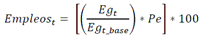 Empleos_t = [(Eg_t / Eg_t_base) * Pe] * 100